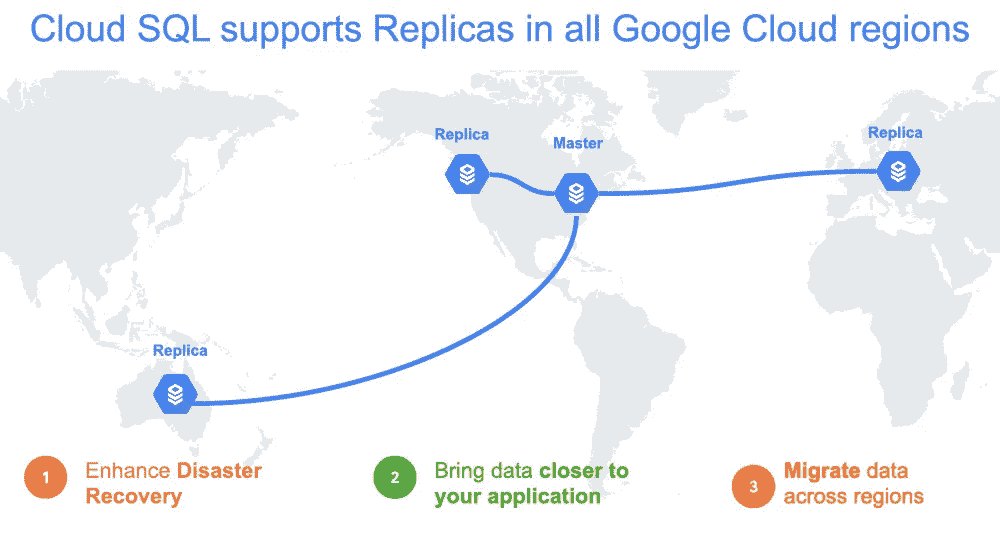 Cloud SQL supports Replicas in all Google Cloud regions
Replica
Master
Replica
Replica
1
Enhance Disaster
Recovery
2
Bring data closer to
your application
3
Migrate data
across regions